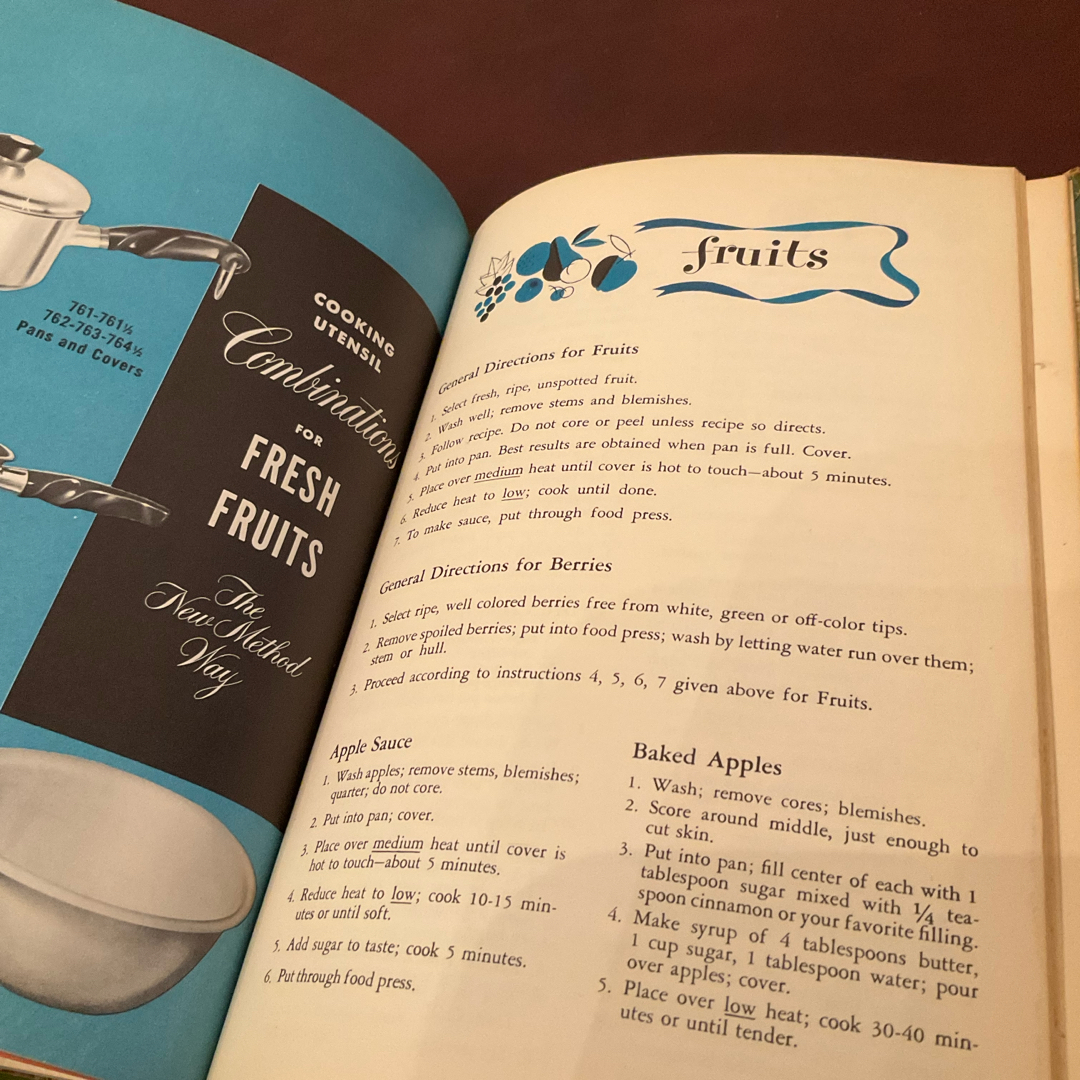 761-761½
762-763-764½
Pans and Covers
COOKING
UTENSIL
Combinations
FOR
FRESH
FRUITS
The
New Method
Way
fruits
General Directions for Fruits
1. Select fresh, ripe, unspotted fruit.
2. Wash well; remove stems and blemishes.
3. Follow recipe. Do not core or peel unless recipe so directs.
4. Put into pan. Best results are obtained when pan is full. Cover.
5. Place over medium heat until cover is hot to touch—about 5 minutes.
6. Reduce heat to low; cook until done.
7. To make sauce, put through food press.
General Directions for Berries
1. Select ripe, well colored berries free from white, green or off-color tips.
2. Remove spoiled berries; put into food press; wash by letting water run over them;
stem or hull.
3. Proceed according to instructions 4, 5, 6, 7 given above for Fruits.
Apple Sauce
1. Wash apples; remove stems, blemishes;
quarter; do not core.
2. Put into pan; cover.
3. Place over medium heat until cover is
hot to touch—about 5 minutes.
4. Reduce heat to low; cook 10-15 min-
utes or until soft.
5. Add sugar to taste; cook 5 minutes.
6. Put through food press.
Baked Apples
1. Wash; remove cores; blemishes.
2. Score around middle, just enough to
cut skin.
3. Put into pan; fill center of each with 1
tablespoon sugar mixed with ¼ tea-
spoon cinnamon or your favorite filling.
4. Make syrup of 4 tablespoons butter,
1 cup sugar, 1 tablespoon water; pour
over apples; cover.
5. Place over low heat; cook 30-40 min-
utes or until tender.